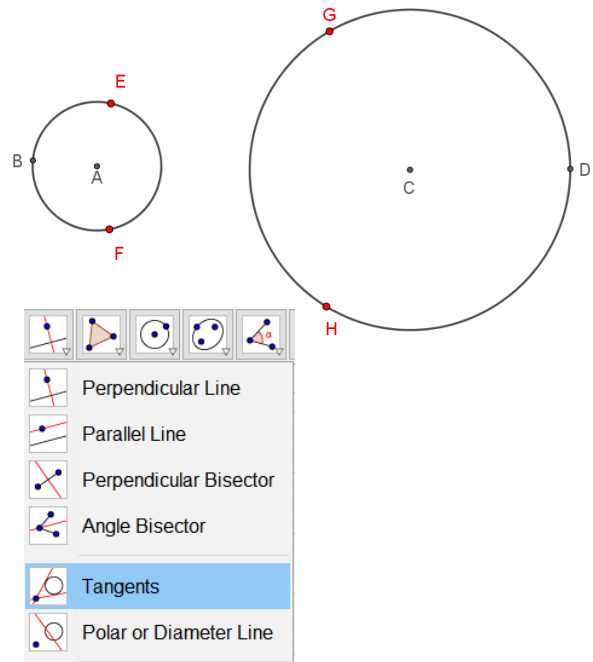 G
E
B
A
D
C
F
H
α
Perpendicular Line
Parallel Line
Perpendicular Bisector
Angle Bisector
Tangents
Polar or Diameter Line